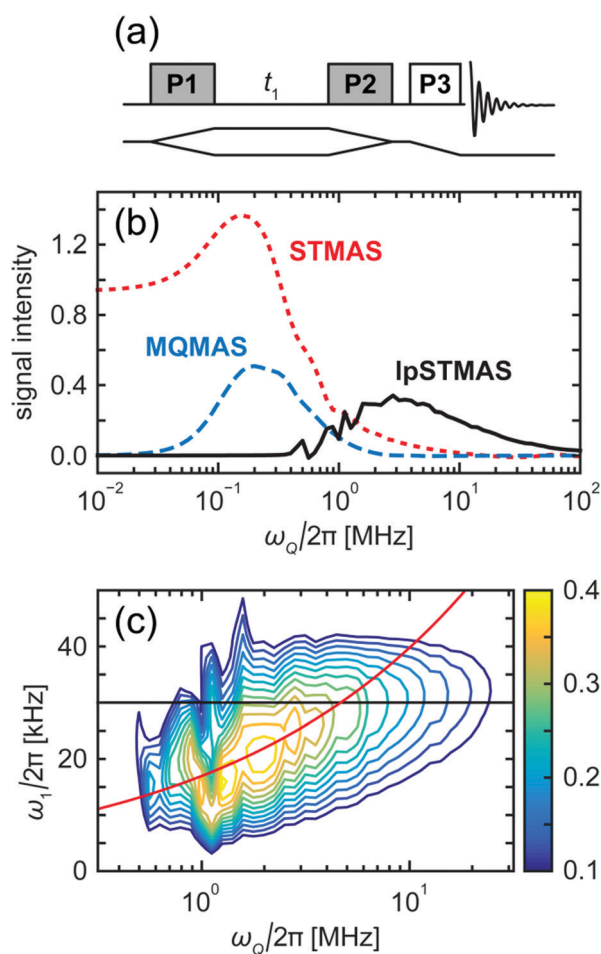 (a)
P1 t₁ P2 P3
(b)
STMAS
MQMAS
lpSTMAS
signal intensity
1.2
0.8
0.4
0.0
10⁻² 10⁻¹ 10⁰ 10¹ 10²
ω_Q/2π [MHz]
(c)
ω₁/2π [kHz]
40
20
0
10⁰ 10¹
ω_Q/2π [MHz]
0.4
0.3
0.2
0.1